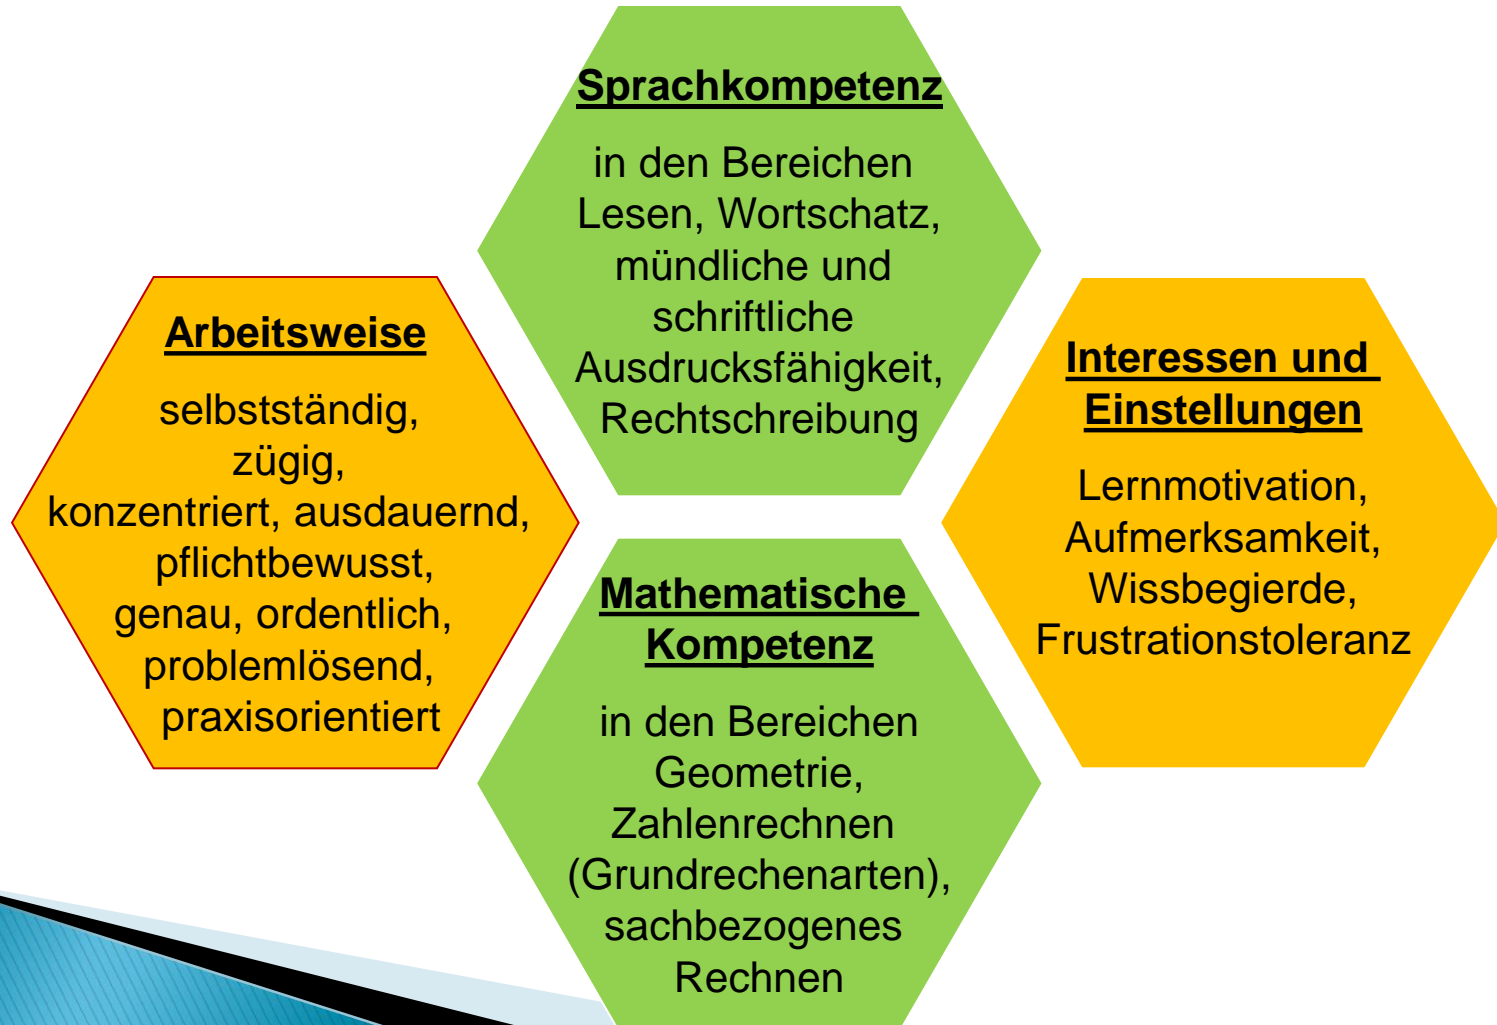 Sprachkompetenz
in den Bereichen
Lesen, Wortschatz,
mündliche und
schriftliche
Ausdrucksfähigkeit,
Rechtschreibung
Arbeitsweise
selbstständig,
zügig,
konzentriert, ausdauernd,
pflichtbewusst,
genau, ordentlich,
problemlösend,
praxisorientiert
Interessen und
Einstellungen
Lernmotivation,
Aufmerksamkeit,
Wissbegierde,
Frustrationstoleranz
Mathematische
Kompetenz
in den Bereichen
Geometrie,
Zahlenrechnen
(Grundrechenarten),
sachbezogenes
Rechnen